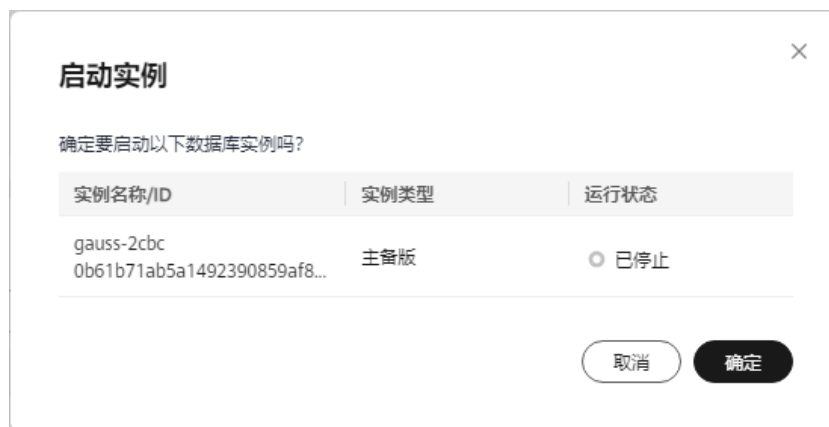 启动实例
确定要启动以下数据库实例吗?
实例名称/ID 实例类型 运行状态
gauss-2cbc
0b61b71ab5a1492390859af8...
主备版
已停止
取消 确定